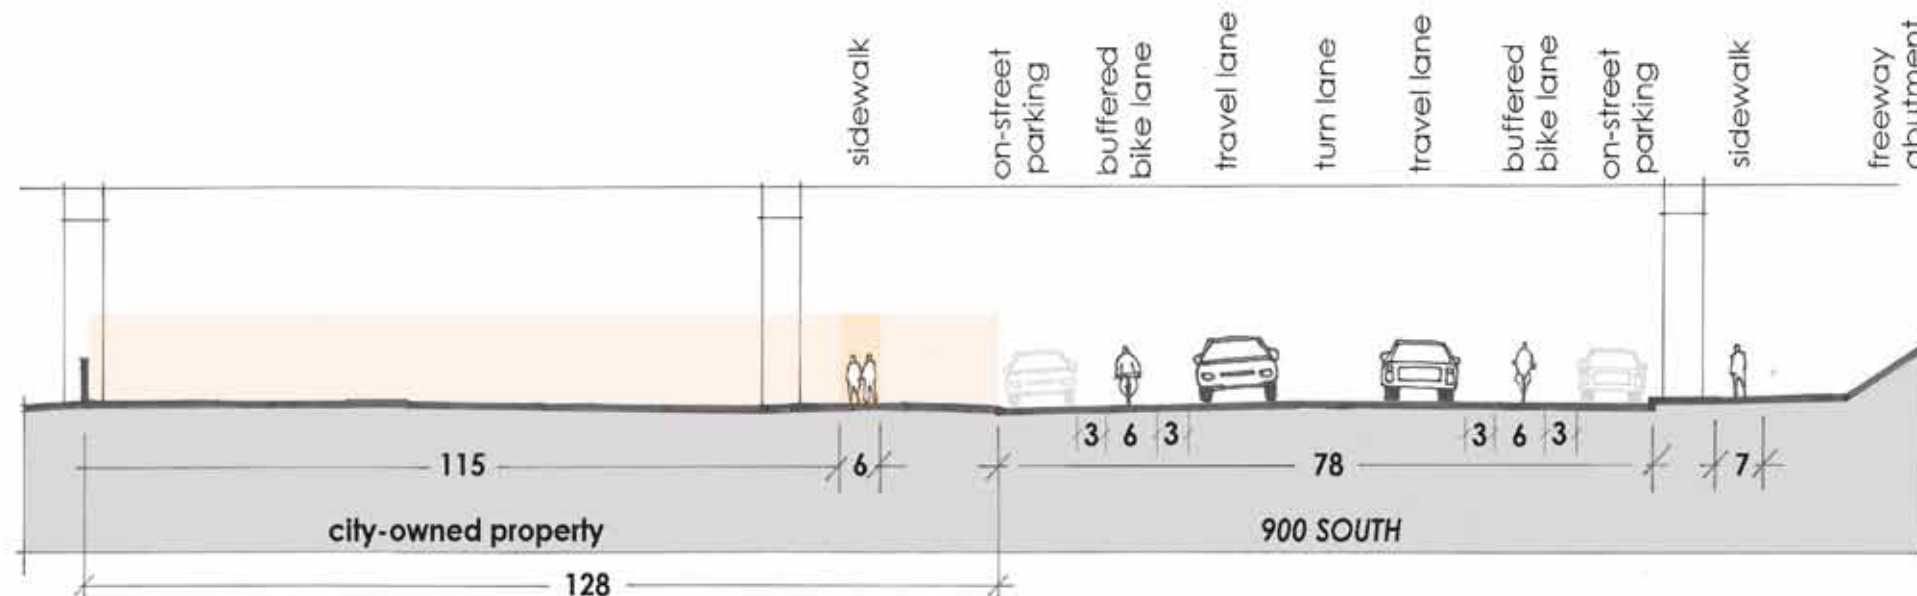 sidewalk
on-street
parking
buffered
bike lane
travel lane
turn lane
travel lane
buffered
bike lane
on-street
parking
sidewalk
freeway
abutment
3 6 3
3 6 3
115
6
78
7
city-owned property
900 SOUTH
128